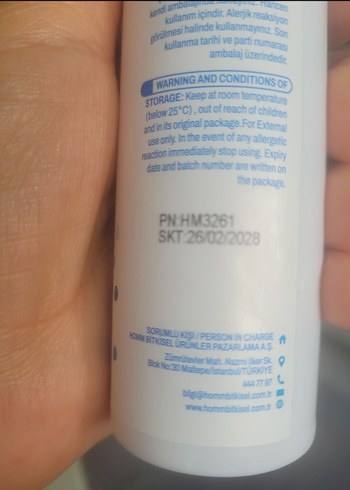 kendi ambalajında saklayınız. Haricen
kullanım içindir. Alerjik reaksiyon
görülmesi halinde kullanmayınız. Son
kullanma tarihi ve parti numarası
ambalaj üzerindedir.
WARNING AND CONDITIONS OF
STORAGE: Keep at room temperature
(below 25°C) , out of reach of children
and in its original package.For External
use only. In the event of any allergetic
reaction immediately stop using. Expiry
date and batch number are written on
the package.
PN:HM3261
SKT:26/02/2028
SORUMLU KİŞİ / PERSON IN CHARGE
HOMM BİTKİSEL ÜRÜNLER PAZARLAMA A.Ş.
Zümrütevler Mah. Nazmi İlker Sk.
Blok No:30 Maltepe/İstanbul/TÜRKİYE
444 77 97
bilgi@hommbitkisel.com.tr
www.hommbitkisel.com.tr